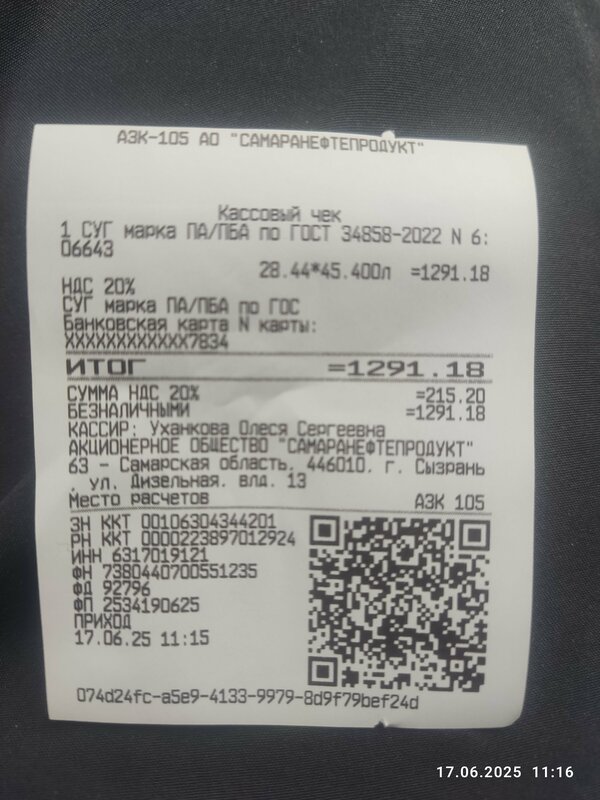 АЗК-105 АО "САМАРАНЕФТЕПРОДУКТ"
Кассовый чек
1 СУГ марка ПА/ПБА по ГОСТ 34858-2022 N 6:
06643
28.44*45.400л =1291.18
НДС 20%
СУГ марка ПА/ПБА по ГОС
Банковская карта N карты:
XXXXXXXXXXXX7834
ИТОГ =1291.18
СУММА НДС 20% =215.20
БЕЗНАЛИЧНЫМИ =1291.18
КАССИР: Уханкова Олеся Сергеевна
АКЦИОНЕРНОЕ ОБЩЕСТВО "САМАРАНЕФТЕПРОДУКТ"
63 - Самарская область, 446010, г. Сызрань
, ул. Дизельная, влд. 13
Место расчетов АЗК 105
ЗН ККТ 00106304344201
РН ККТ 0000223897012924
ИНН 6317019121
ФН 7380440700551235
ФД 92796
ФП 2534190625
ПРИХОД
17.06.25 11:15
074d24fc-a5e9-4133-9979-8d9f79bef24d
17.06.2025 11:16